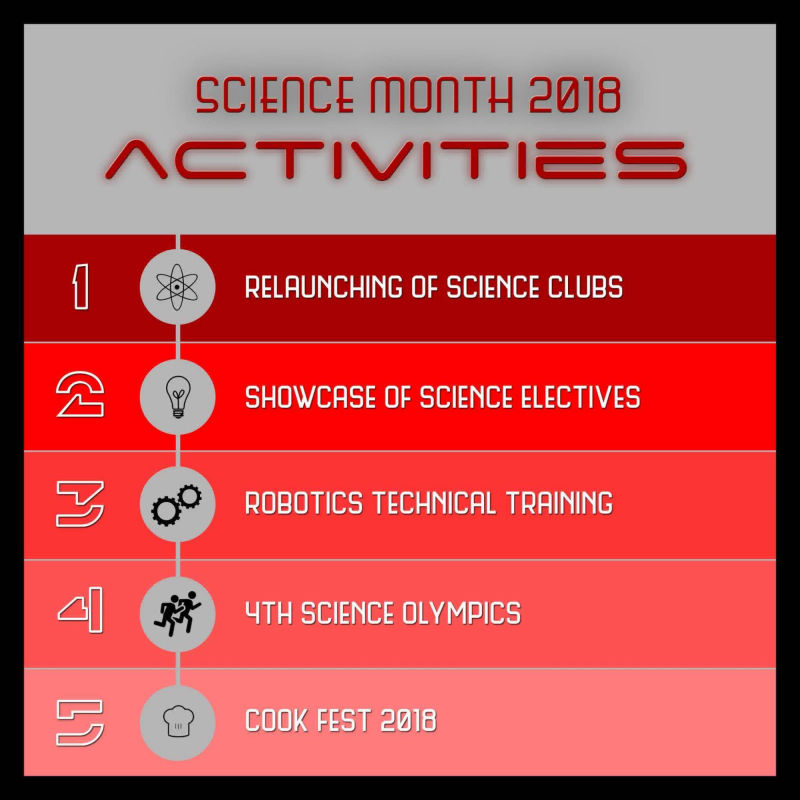 SCIENCE MONTH 2018
ACTIVITIES
1 RELAUNCHING OF SCIENCE CLUBS
2 SHOWCASE OF SCIENCE ELECTIVES
3 ROBOTICS TECHNICAL TRAINING
4 4TH SCIENCE OLYMPICS
5 COOK FEST 2018